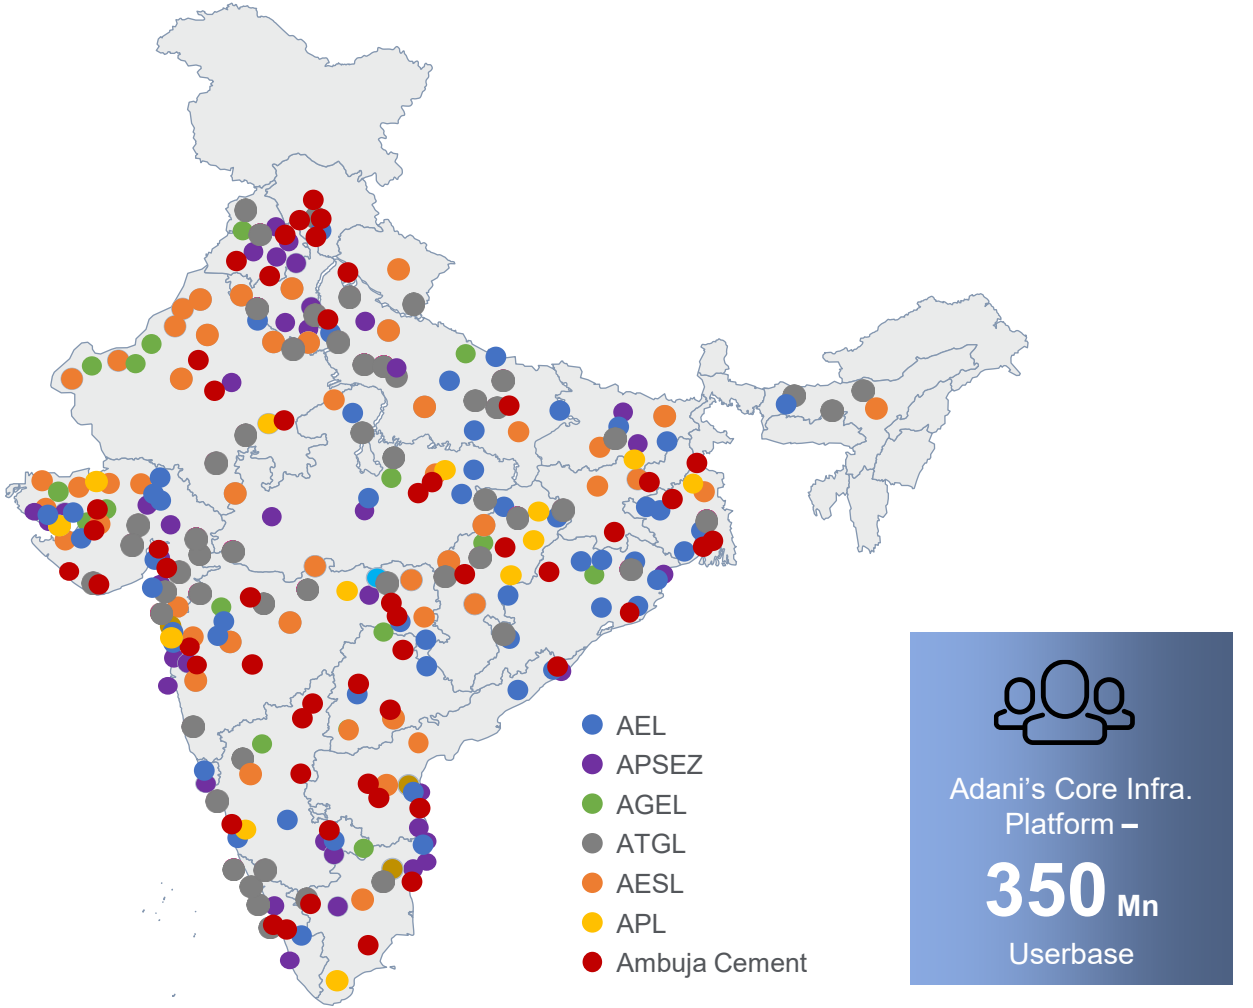 AEL
APSEZ
AGEL
ATGL
AESL
APL
Ambuja Cement
Adani’s Core Infra.
Platform –
350 Mn
Userbase